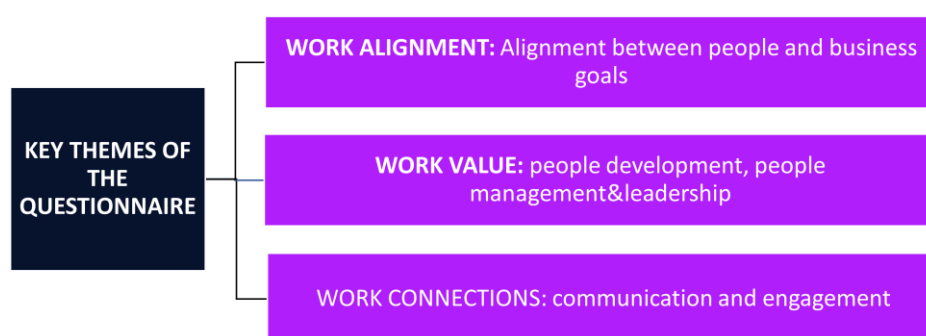 KEY THEMES OF
THE
QUESTIONNAIRE
WORK ALIGNMENT: Alignment between people and business
goals
WORK VALUE: people development, people
management&leadership
WORK CONNECTIONS: communication and engagement